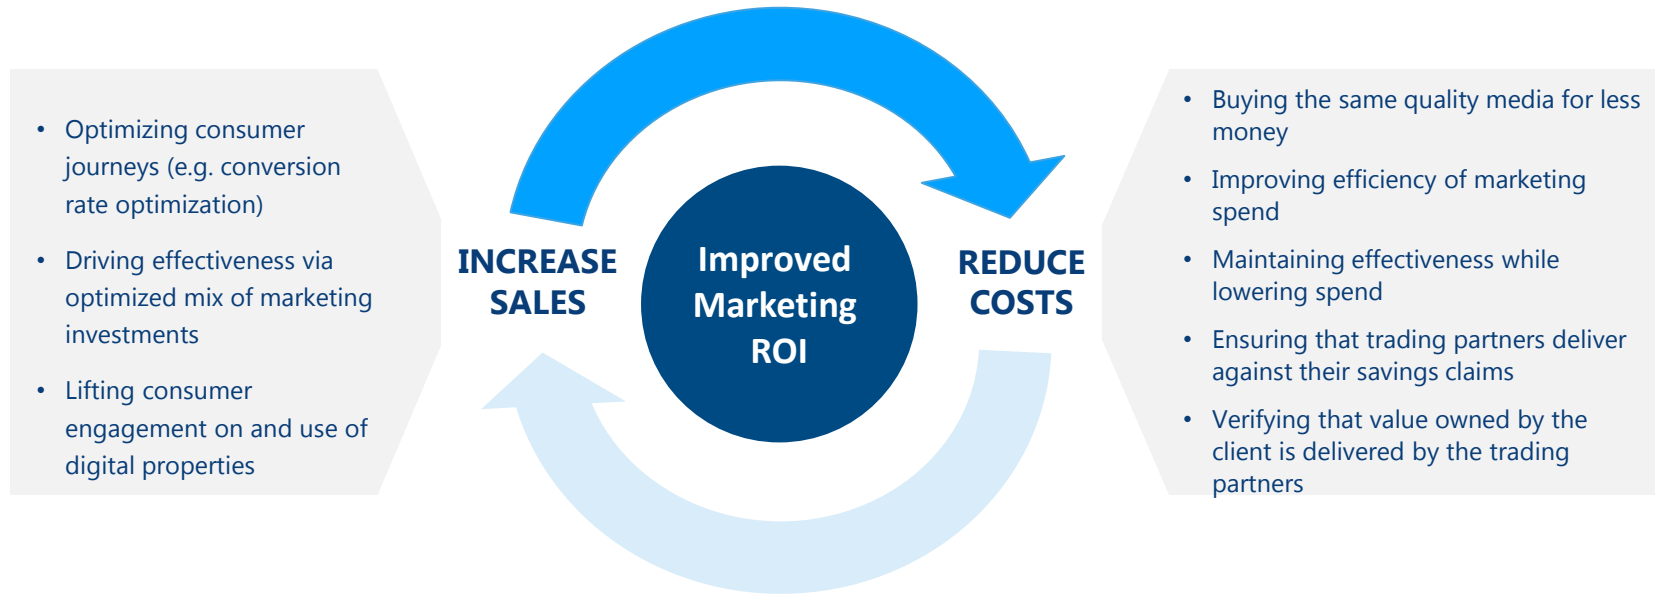 • Optimizing consumer
journeys (e.g. conversion
rate optimization)
• Driving effectiveness via
optimized mix of marketing
investments
• Lifting consumer
engagement on and use of
digital properties
INCREASE
SALES
Improved
Marketing
ROI
REDUCE
COSTS
• Buying the same quality media for less
money
• Improving efficiency of marketing
spend
• Maintaining effectiveness while
lowering spend
• Ensuring that trading partners deliver
against their savings claims
• Verifying that value owned by the
client is delivered by the trading
partners